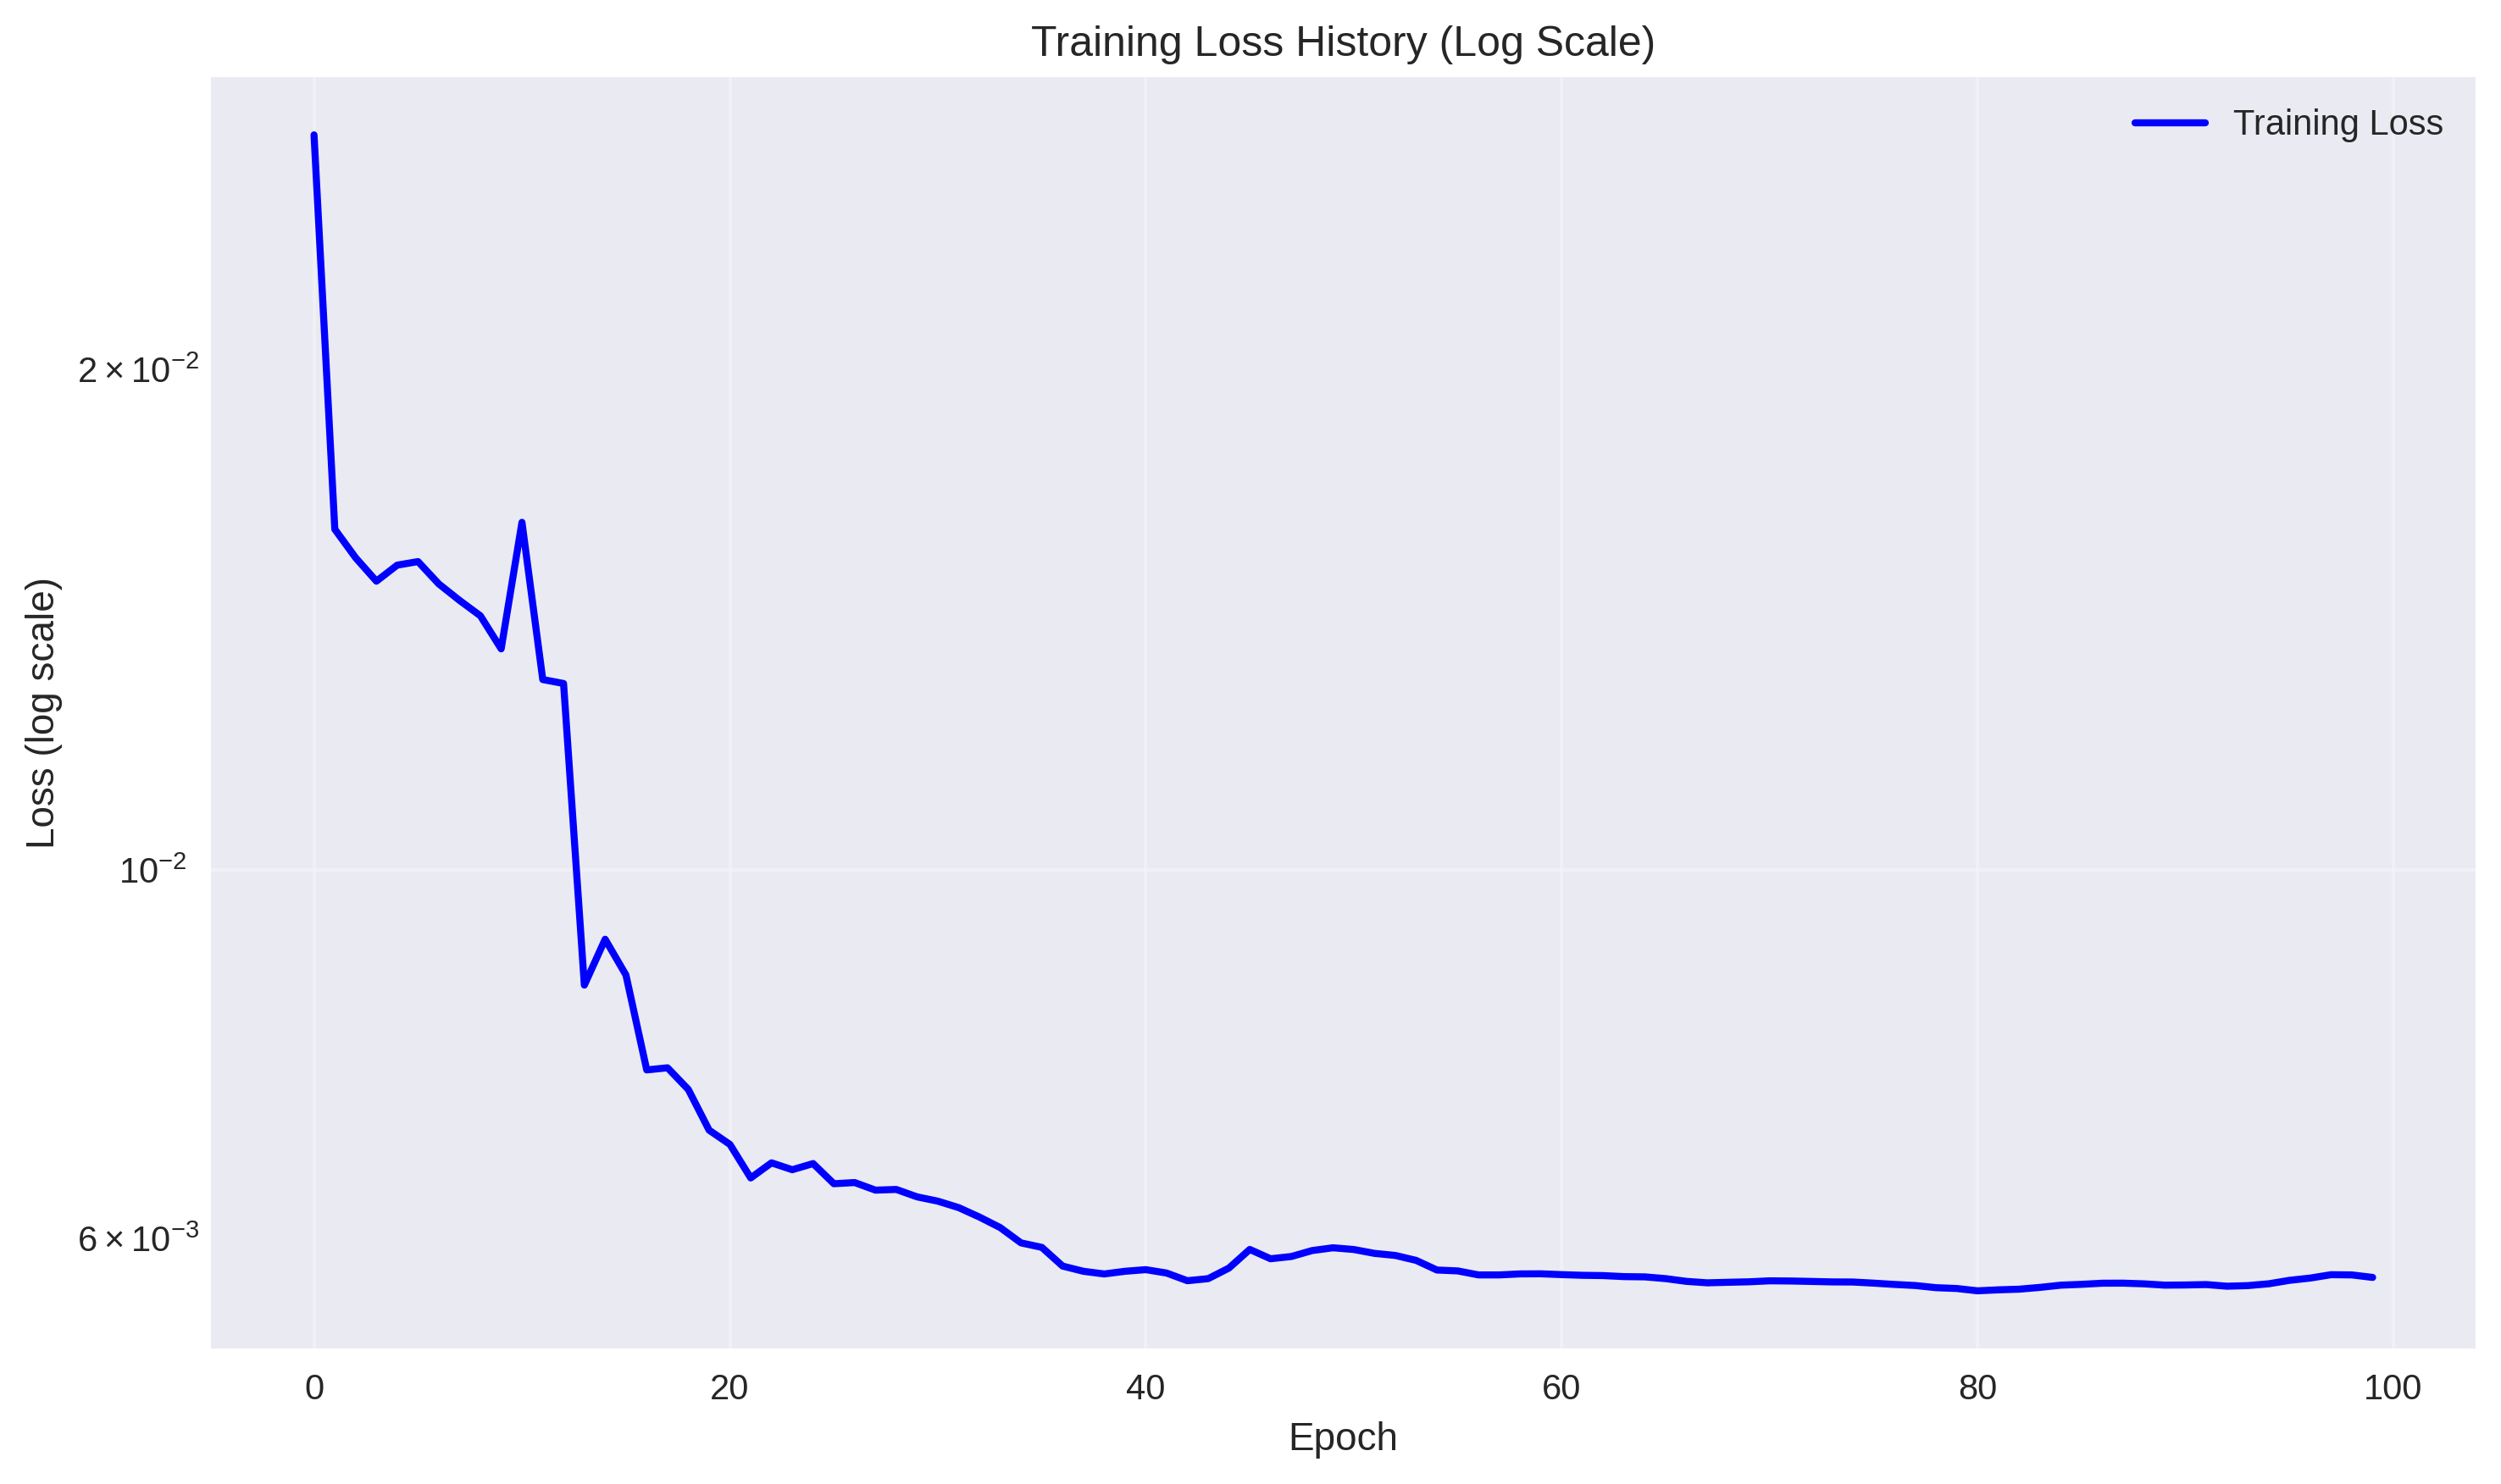 Training Loss History (Log Scale)
Training Loss
2 × 10⁻²
10⁻²
6 × 10⁻³
Loss (log scale)
0 20 40 60 80 100
Epoch